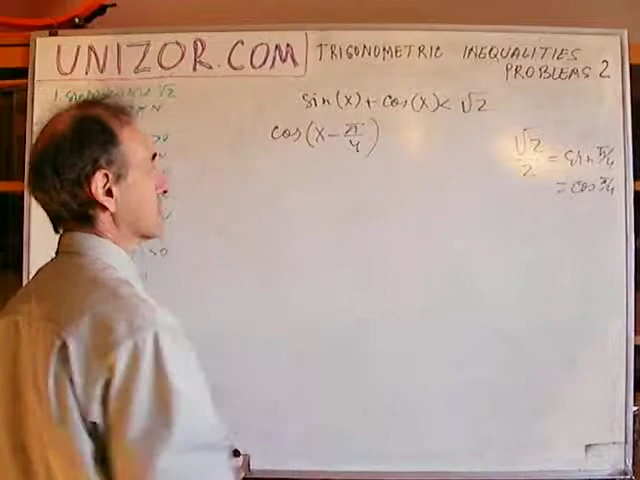 UNIZOR.COM
TRIGONOMETRIC INEQUALITIES
PROBLEMS 2
sin(x)+cos(x)<√2
cos(x-π/4)
√2/2 = sin π/4
= cos π/4